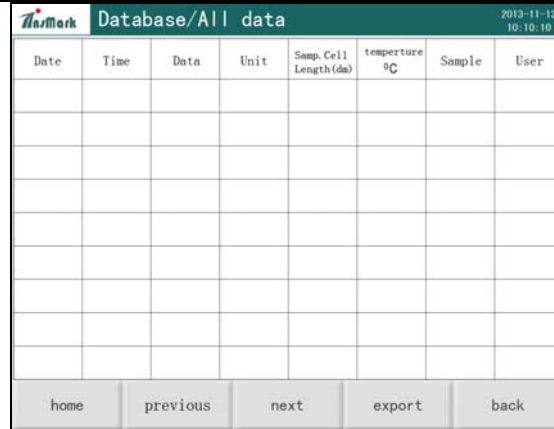 HasMark
Database/All data
2013-11-12
10:10:10
Date Time Data Unit Samp. Cell Length(dm) temperture ⁰C Sample User
home previous next export back